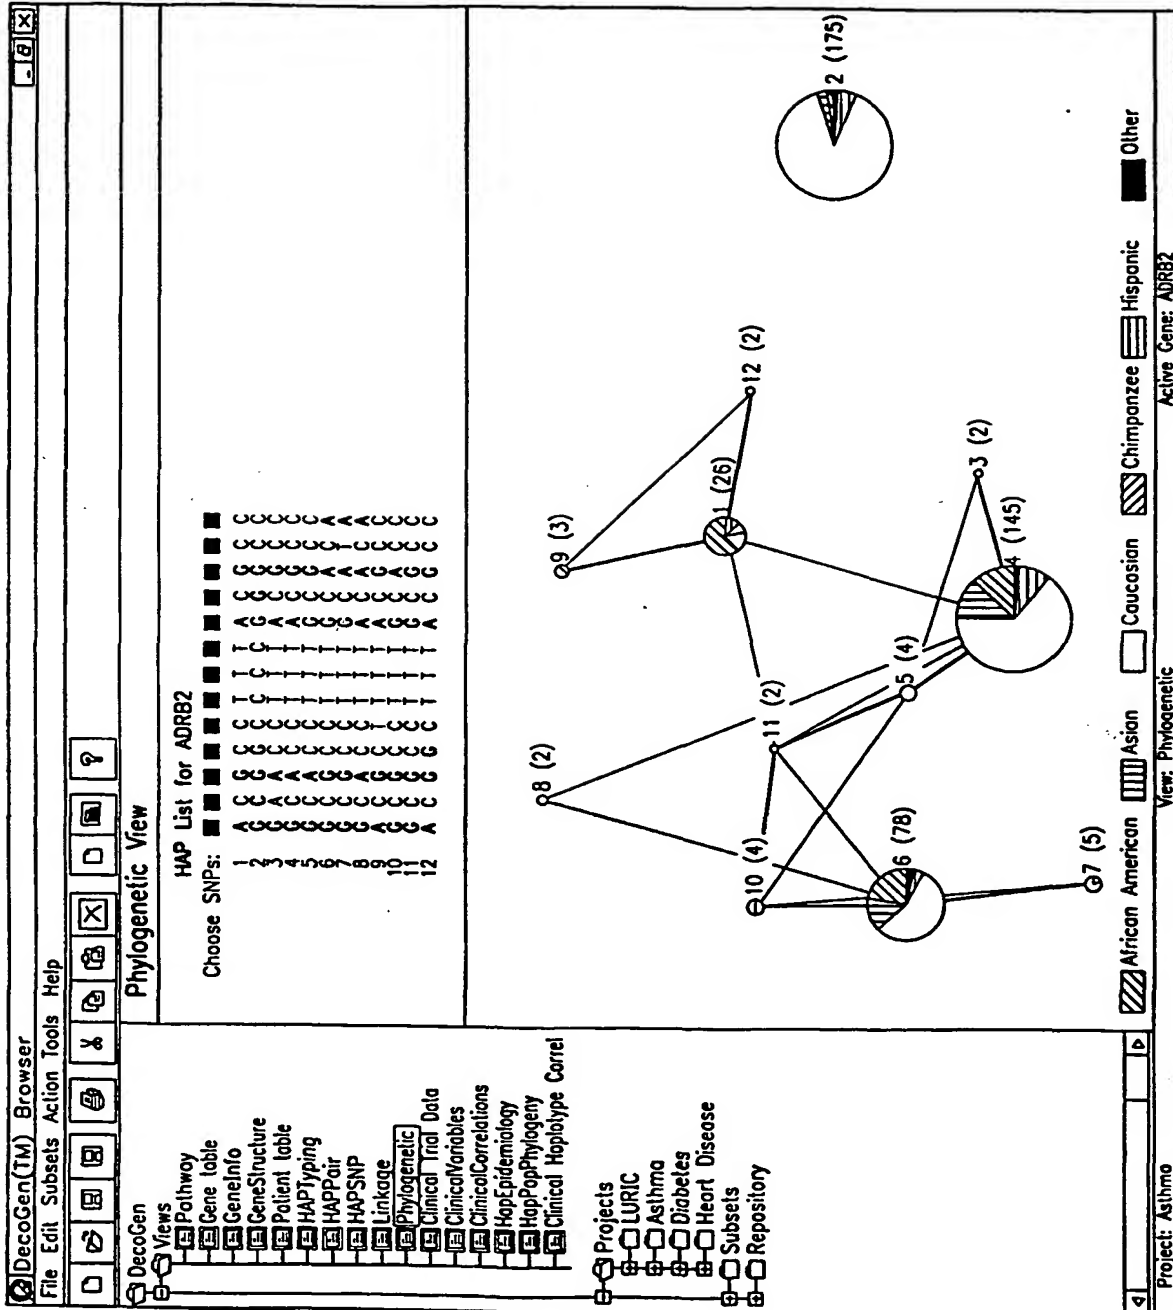 DecoGen(TM) Browser
File Edit Subsets Action Tools Help
?
DecoGen
Views
Pathway
Gene table
GeneInfo
GeneStructure
Patient table
HAPTyping
HAPPair
HAPSNP
Linkage
Phylogenetic
Clinical Trial Data
ClinicalVariables
ClinicalCorrelations
HapEpidemiology
HapPopPhylogeny
Clinical Haplotype Correl
Projects
LURIC
Asthma
Diabetes
Heart Disease
Subsets
Repository
Phylogenetic View
HAP List for ADRB2
Choose SNPs:
1
2
3
4
5
6
7
8
9
10
11
12
8 (2)
9 (3)
10 (4)
11 (2)
1 (26)
12 (2)
2 (175)
6 (78)
5 (4)
3 (2)
4 (145)
7 (5)
African American Asian Caucasian Chimpanzee Hispanic Other
Project: Asthma View: Phylogenetic Active Gene: ADRB2